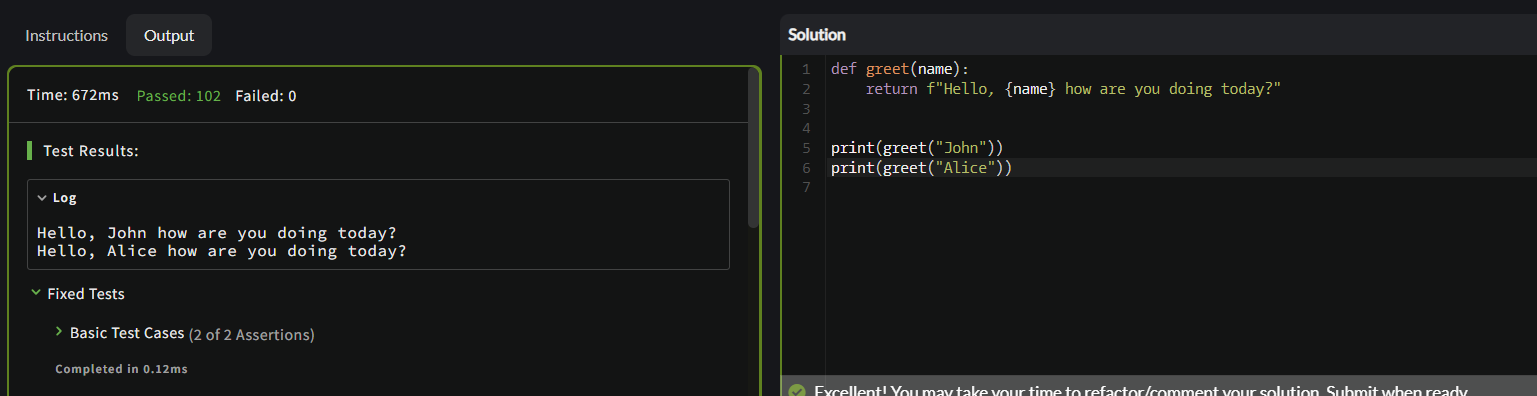 Instructions Output
Time: 672ms Passed: 102 Failed: 0
Test Results:
Log
Hello, John how are you doing today?
Hello, Alice how are you doing today?
Fixed Tests
Basic Test Cases (2 of 2 Assertions)
Completed in 0.12ms
Solution
1 def greet(name):
2     return f"Hello, {name} how are you doing today?"
3
4
5 print(greet("John"))
6 print(greet("Alice"))
7
Excellent! You may take your time to refactor/comment your solution. Submit when ready.